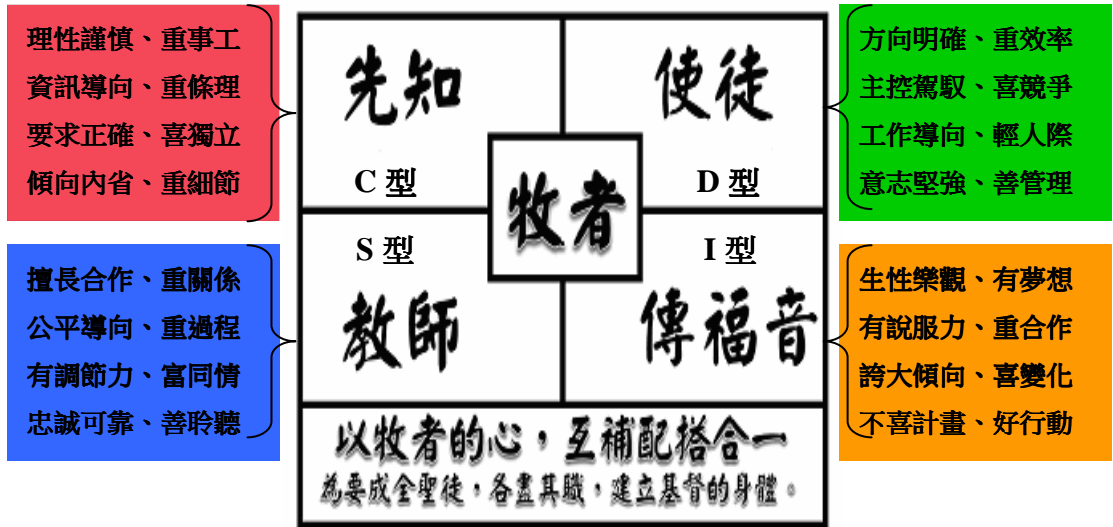 理性謹慎、重事工
資訊導向、重條理
要求正確、喜獨立
傾向內省、重細節
先知
C 型
使徒
D 型
方向明確、重效率
主控駕馭、喜競爭
工作導向、輕人際
意志堅強、善管理
牧者
擅長合作、重關係
公平導向、重過程
有調節力、富同情
忠誠可靠、善聆聽
S 型
教師
I 型
傳福音
生性樂觀、有夢想
有說服力、重合作
誇大傾向、喜變化
不喜計畫、好行動
以牧者的心，互補配搭合一
為要成全聖徒，各盡其職，建立基督的身體。